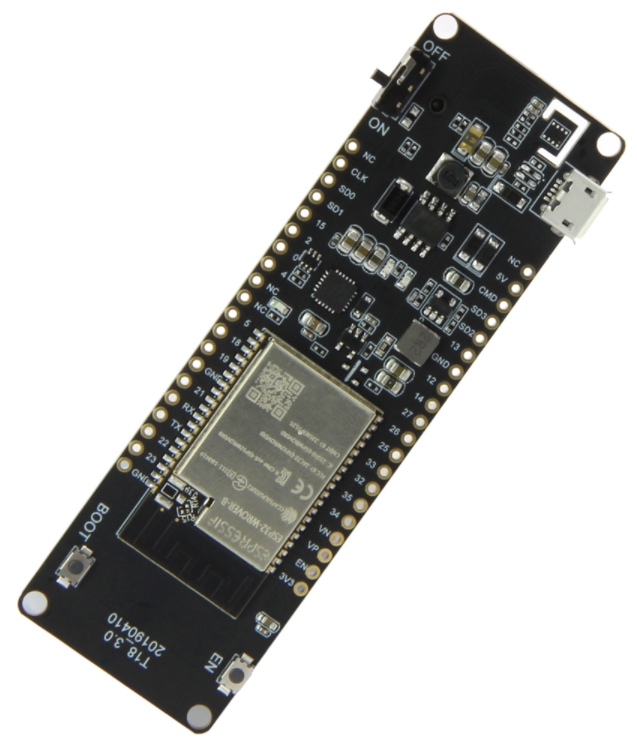 OFF
ON
NC
CLK
SD0
SD1
15
2
0
4
NC
NC
5
18
19
GND
21
RX
TX
22
23
GND
NC
5V
CMD
SD3
SD2
13
GND
12
14
27
26
25
33
32
35
34
VN
VP
EN
3V3
ESPRESSIF
ESP32-WROVER-B
CE
BOOT
EN
T18_3.0
20190410